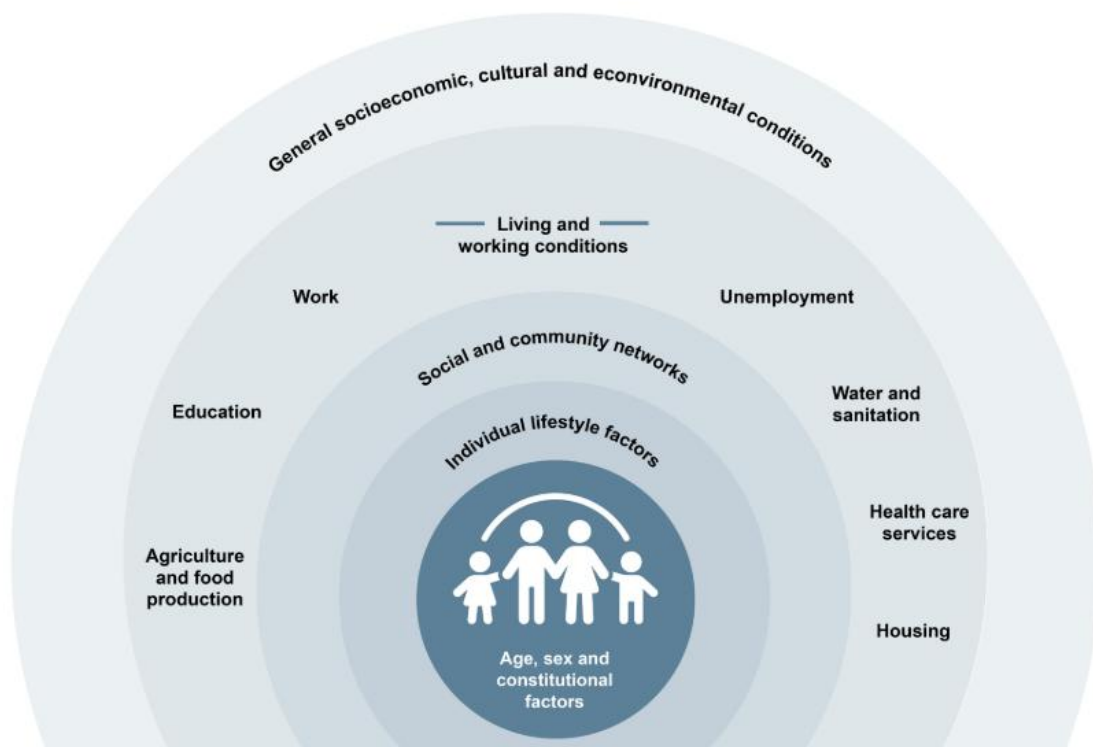 General socioeconomic, cultural and econvironmental conditions
Living and
working conditions
Work
Unemployment
Social and community networks
Education
Water and
sanitation
Individual lifestyle factors
Health care
services
Agriculture
and food
production
Housing
Age, sex and
constitutional
factors